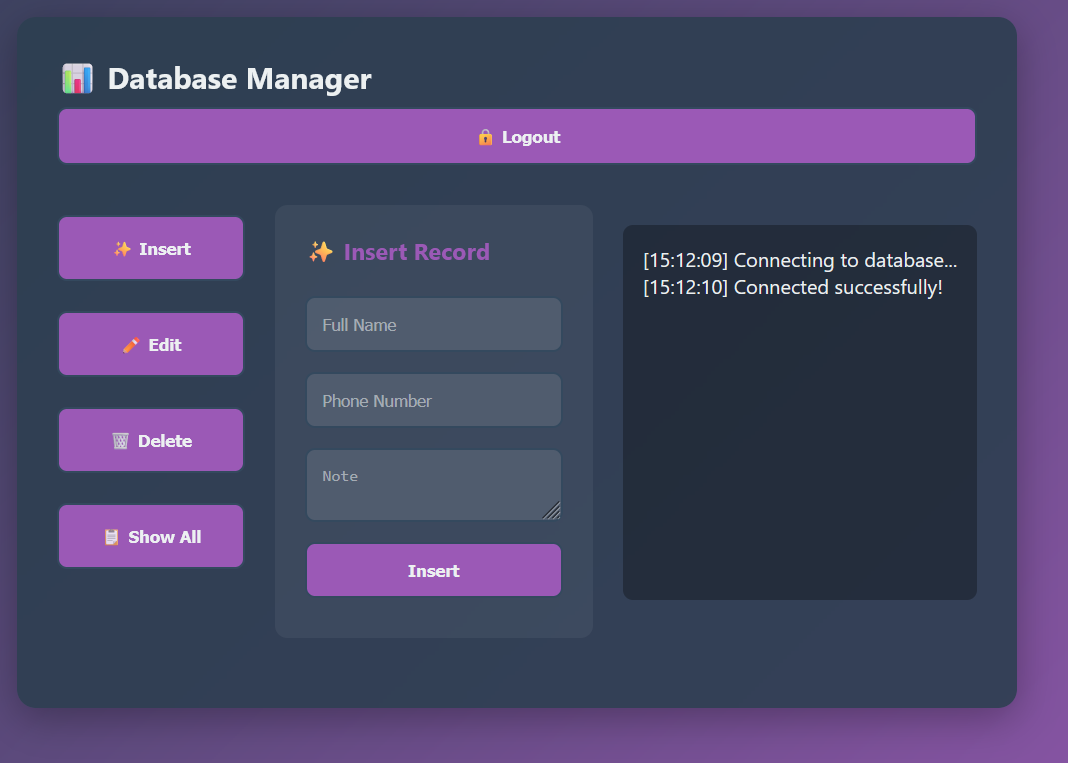 Database Manager
Logout
Insert
Edit
Delete
Show All
Insert Record
Full Name
Phone Number
Note
Insert
[15:12:09] Connecting to database...
[15:12:10] Connected successfully!